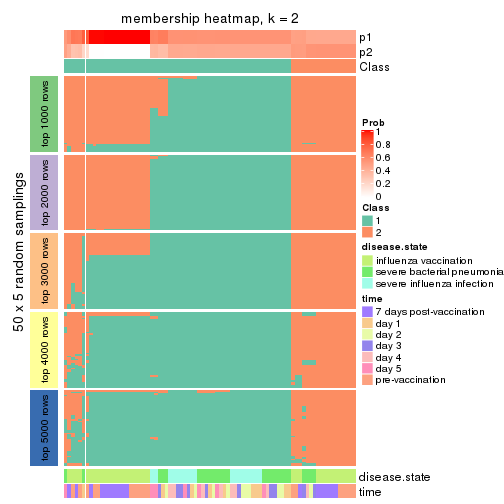 membership heatmap, k = 2
p1
p2
Class
50 x 5 random samplings
top 1000 rows
top 2000 rows
top 3000 rows
top 4000 rows
top 5000 rows
disease.state
time
Prob
1
0.8
0.6
0.4
0.2
0
Class
1
2
disease.state
influenza vaccination
severe bacterial pneumonia
severe influenza infection
time
7 days post-vaccination
day 1
day 2
day 3
day 4
day 5
pre-vaccination